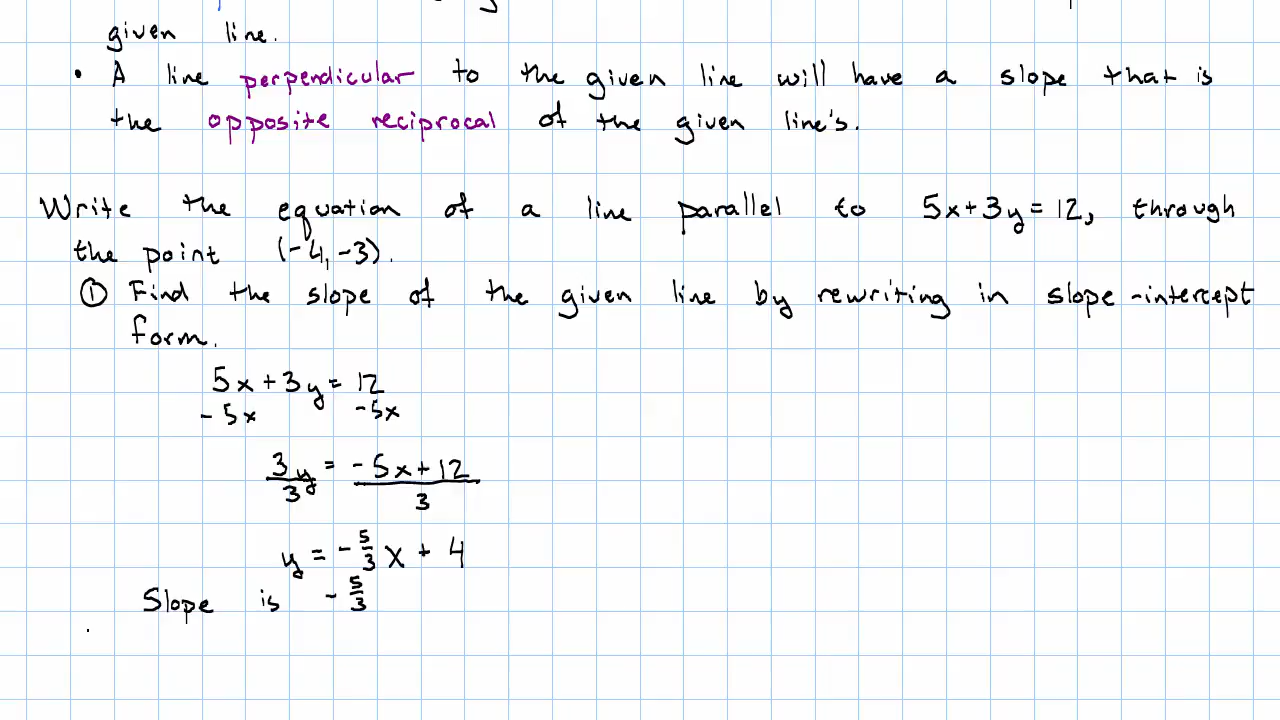 given line.
• A line perpendicular to the given line will have a slope that is
the opposite reciprocal of the given line's.
Write the equation of a line parallel to 5x+3y=12, through
the point (-4,-3).
① Find the slope of the given line by rewriting in slope-intercept
form.
5x+3y=12
-5x -5x
3y/3 = (-5x+12)/3
y = -5/3 x + 4
Slope is -5/3